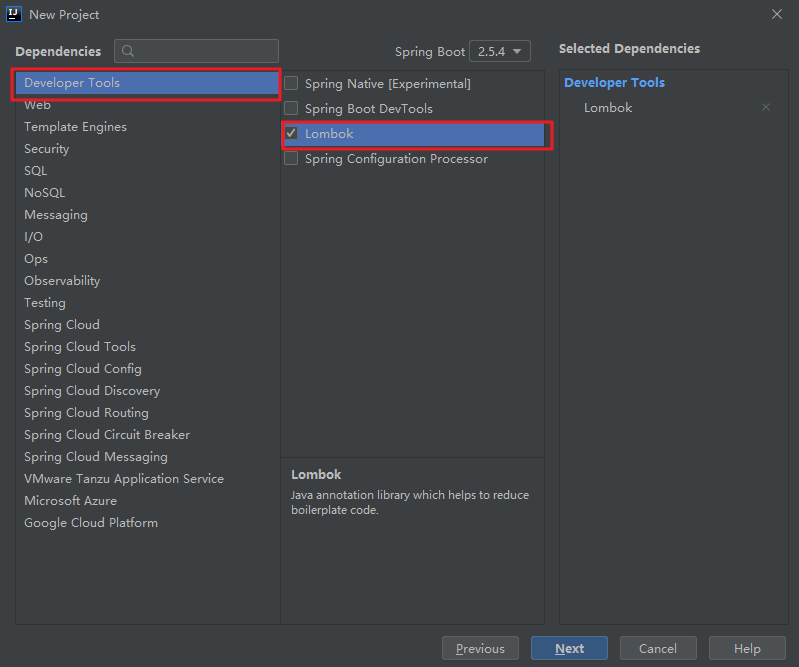 New Project
Dependencies
Spring Boot 2.5.4
Selected Dependencies
Developer Tools
Web
Template Engines
Security
SQL
NoSQL
Messaging
I/O
Ops
Observability
Testing
Spring Cloud
Spring Cloud Tools
Spring Cloud Config
Spring Cloud Discovery
Spring Cloud Routing
Spring Cloud Circuit Breaker
Spring Cloud Messaging
VMware Tanzu Application Service
Microsoft Azure
Google Cloud Platform
Spring Native [Experimental]
Spring Boot DevTools
Lombok
Spring Configuration Processor
Lombok
Java annotation library which helps to reduce
boilerplate code.
Developer Tools
Lombok
Previous
Next
Cancel
Help